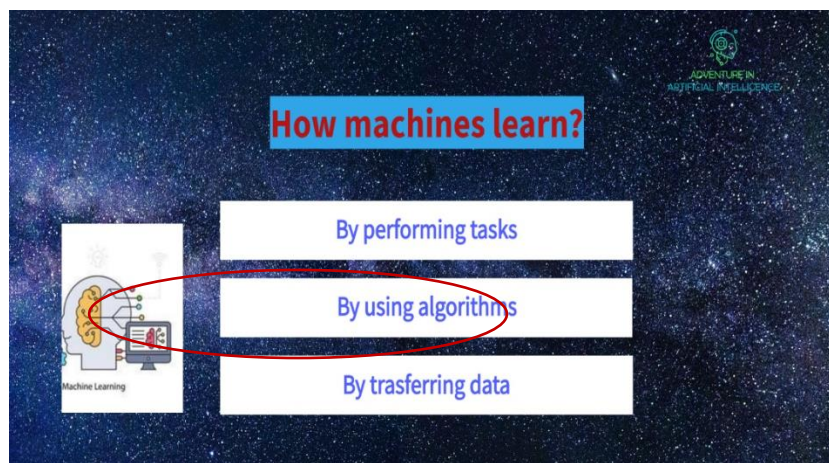 ADVENTURE IN
ARTIFICIAL INTELLIGENCE
How machines learn?
By performing tasks
By using algorithms
Machine Learning
By trasferring data